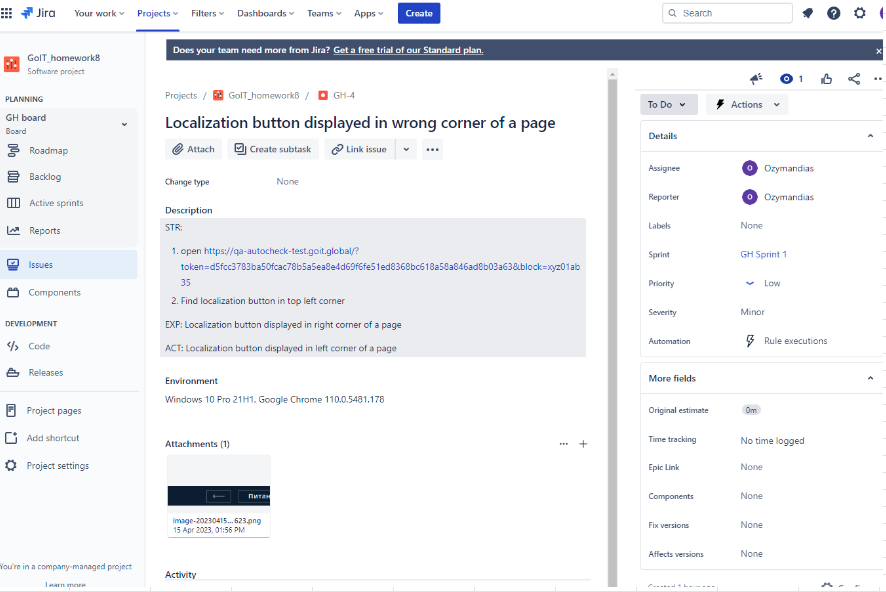 Jira Your work Projects Filters Dashboards Teams Apps Create Search
Does your team need more from Jira? Get a free trial of our Standard plan.
GoIT_homework8
Software project
PLANNING
GH board
Board
Roadmap
Backlog
Active sprints
Reports
Issues
Components
DEVELOPMENT
Code
Releases
Project pages
Add shortcut
Project settings
You're in a company-managed project
Learn more
Projects / GoIT_homework8 / GH-4
1
Localization button displayed in wrong corner of a page
Attach Create subtask Link issue
Change type None
Description
STR:
1. open https://qa-autocheck-test.goit.global/?
token=d5fcc3783ba50fcac78b5a5ea8e4d69f6fe51ed8368bc618a58a846ad8b03a63&block=xyz01ab
35
2. Find localization button in top left corner
EXP: Localization button displayed in right corner of a page
ACT: Localization button displayed in left corner of a page
Environment
Windows 10 Pro 21H1, Google Chrome 110.0.5481.178
Attachments (1)
Питан
image-20230415... 623.png
15 Apr 2023, 01:56 PM
Activity
To Do Actions
Details
Assignee O Ozymandias
Reporter O Ozymandias
Labels None
Sprint GH Sprint 1
Priority Low
Severity Minor
Automation Rule executions
More fields
Original estimate 0m
Time tracking No time logged
Epic Link None
Components None
Fix versions None
Affects versions None